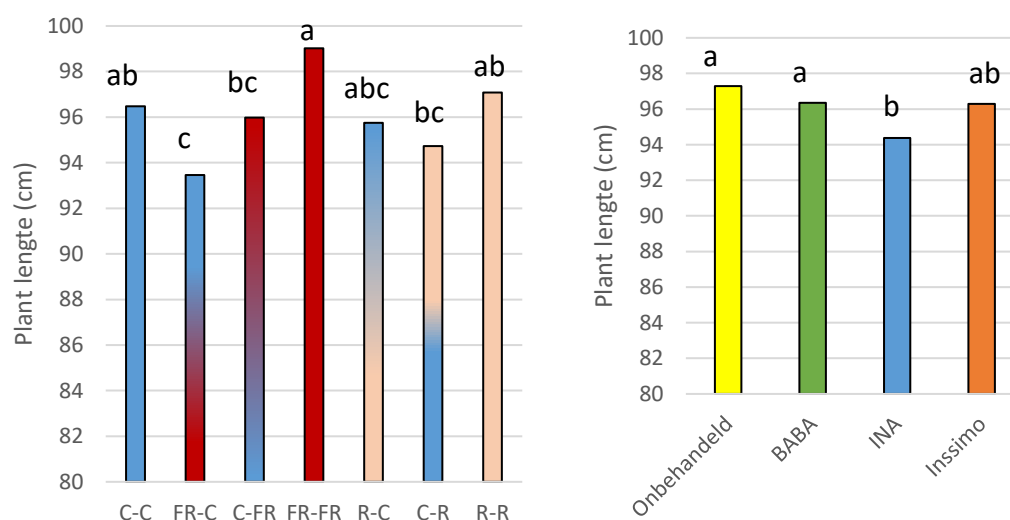 Plant lengte (cm)
100
98
96
94
92
90
88
86
84
82
80
ab
c
bc
a
abc
bc
ab
C-C FR-C C-FR FR-FR R-C C-R R-R
Plant lengte (cm)
100
98
96
94
92
90
88
86
84
82
80
a
a
b
ab
Onbehandeld
BABA
INA
Inssimo